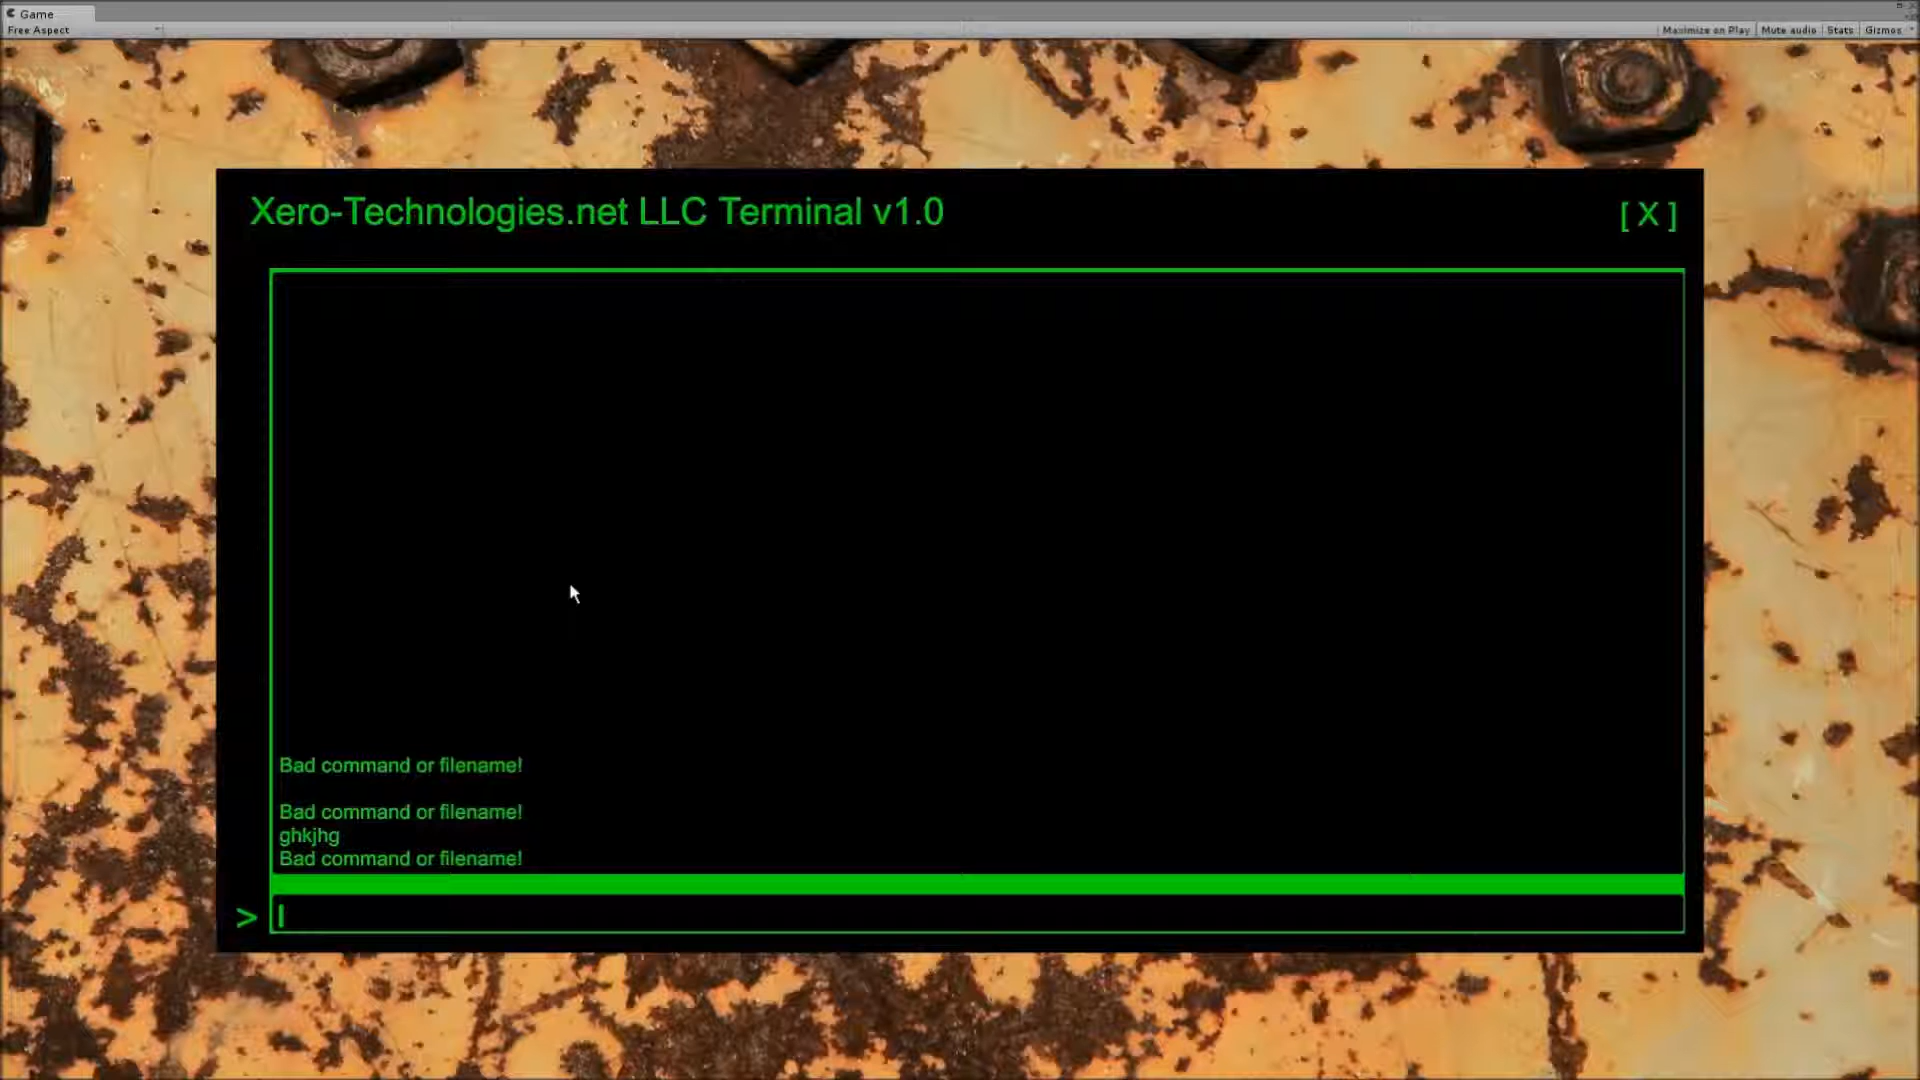 Game
Free Aspect
Maximize on Play Mute audio Stats Gizmos
Xero-Technologies.net LLC Terminal v1.0
[ X ]
Bad command or filename!
Bad command or filename!
ghkjhg
Bad command or filename!
>